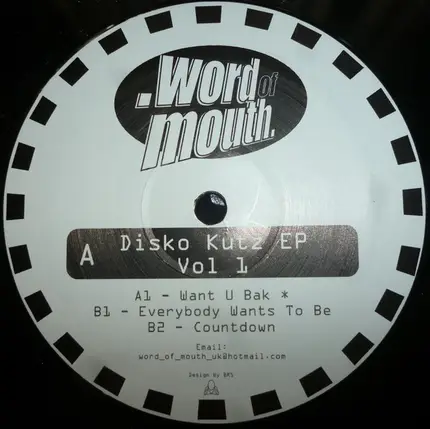 .Word of
mouth.
A
Disko Kutz EP
Vol 1
A1 - Want U Bak *
B1 - Everybody Wants To Be
B2 - Countdown
Email:
word_of_mouth_uk@hotmail.com
Design by